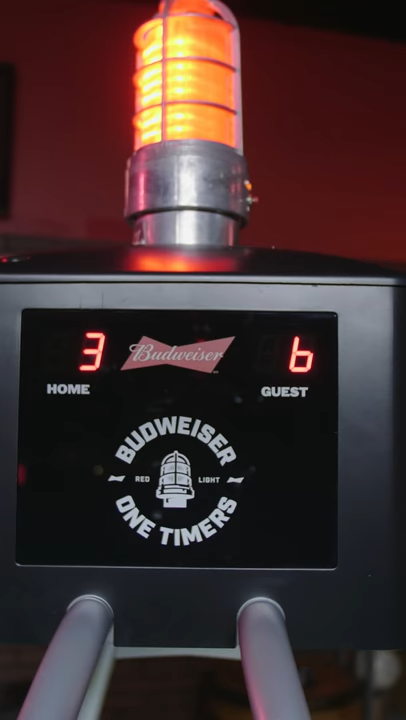 3 Budweiser 6
HOME GUEST
BUDWEISER
RED LIGHT
ONE TIMERS